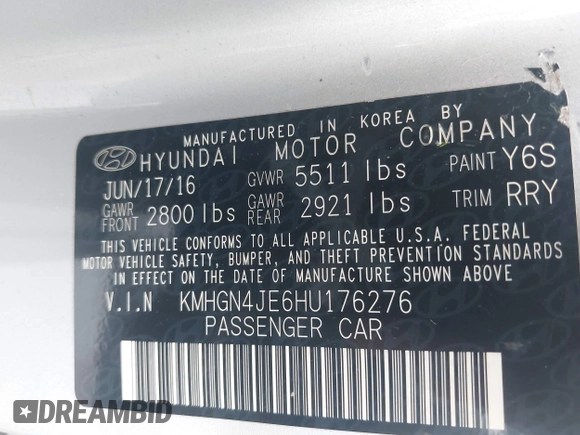 MANUFACTURED IN KOREA BY
HYUNDAI MOTOR COMPANY
JUN/17/16 GVWR 5511 lbs PAINT Y6S
GAWR FRONT 2800 lbs GAWR REAR 2921 lbs TRIM RRY
THIS VEHICLE CONFORMS TO ALL APPLICABLE U.S.A. FEDERAL
MOTOR VEHICLE SAFETY, BUMPER, AND THEFT PREVENTION STANDARDS
IN EFFECT ON THE DATE OF MANUFACTURE SHOWN ABOVE.
V.I.N KMHGN4JE6HU176276
PASSENGER CAR
DREAMBID